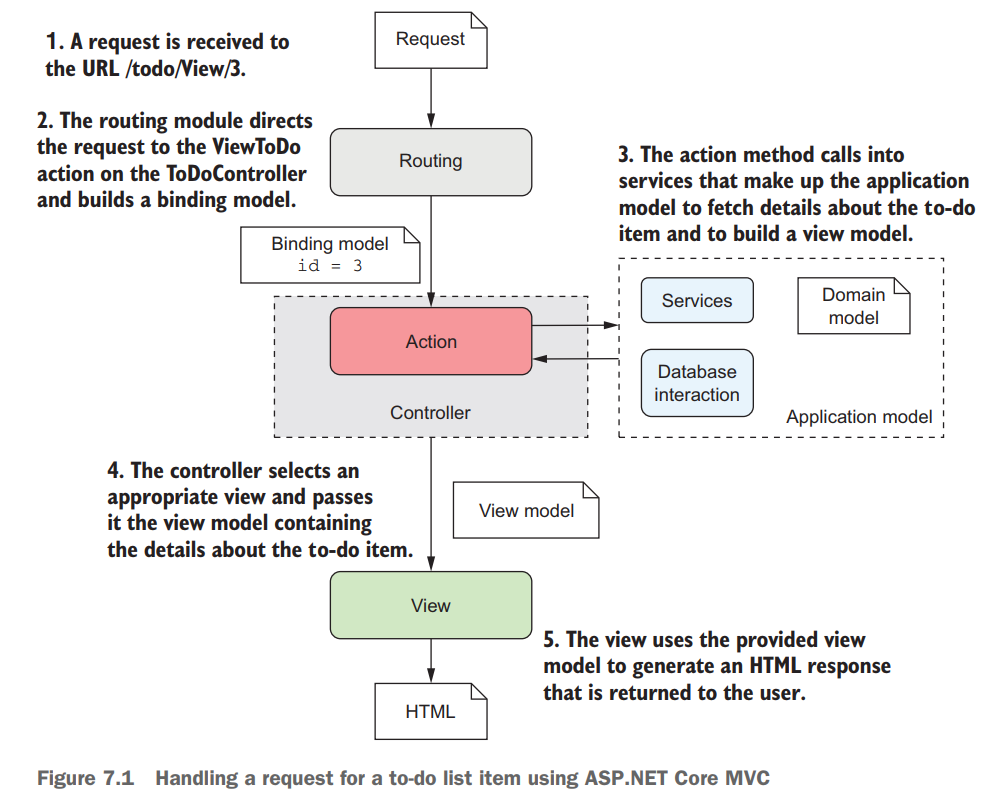 1. A request is received to
the URL /todo/View/3.
Request
2. The routing module directs
the request to the ViewToDo
action on the ToDoController
and builds a binding model.
Routing
3. The action method calls into
services that make up the application
model to fetch details about the to-do
item and to build a view model.
Binding model
id = 3
Action
Controller
Services
Domain
model
Database
interaction
Application model
4. The controller selects an
appropriate view and passes
it the view model containing
the details about the to-do item.
View model
View
5. The view uses the provided view
model to generate an HTML response
that is returned to the user.
HTML
Figure 7.1 Handling a request for a to-do list item using ASP.NET Core MVC